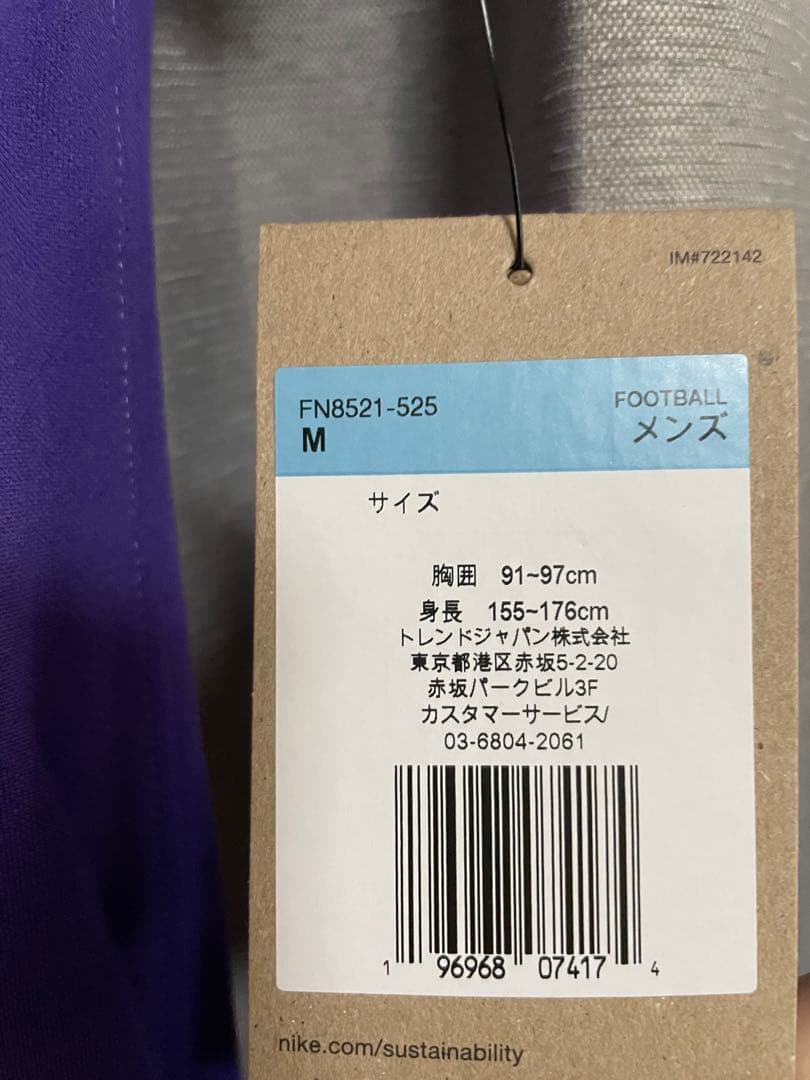 IM#722142
FN8521-525
FOOTBALL
M
メンズ
サイズ
胸囲 91~97cm
身長 155~176cm
トレンドジャパン株式会社
東京都港区赤坂5-2-20
赤坂パークビル3F
カスタマーサービス/
03-6804-2061
1 96968 07417 4
nike.com/sustainability